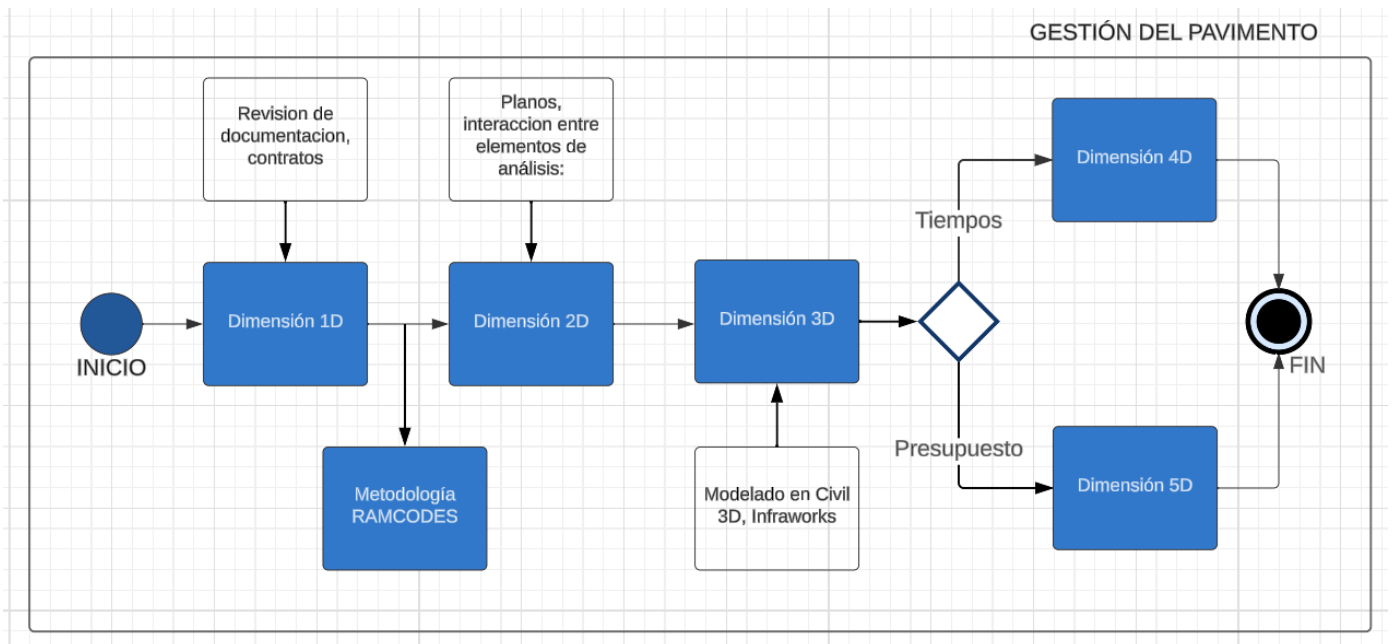 GESTIÓN DEL PAVIMENTO
Revision de
documentacion,
contratos
Planos,
interaccion entre
elementos de
análisis:
Dimensión 4D
Tiempos
INICIO
Dimensión 1D
Dimensión 2D
Dimensión 3D
FIN
Metodología
RAMCODES
Modelado en Civil
3D, Infraworks
Presupuesto
Dimensión 5D